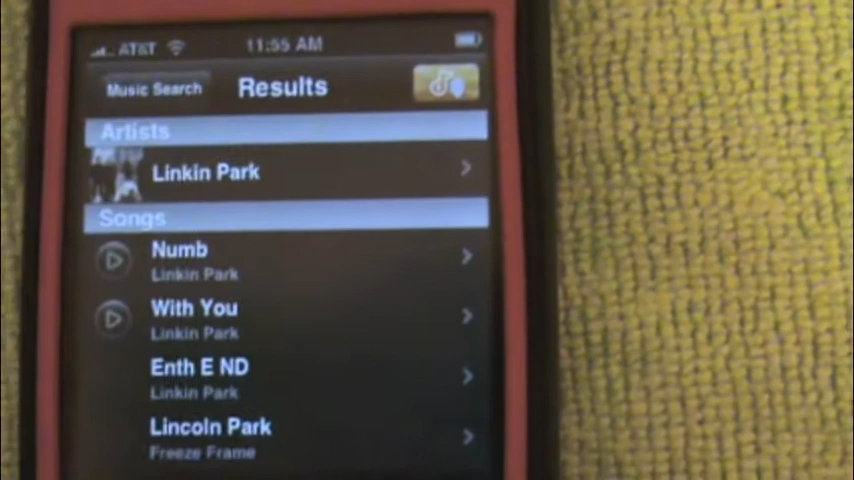 AT&T 11:55 AM
Music Search Results
Artists
Linkin Park
Songs
Numb
Linkin Park
With You
Linkin Park
Enth E ND
Linkin Park
Lincoln Park
Freeze Frame